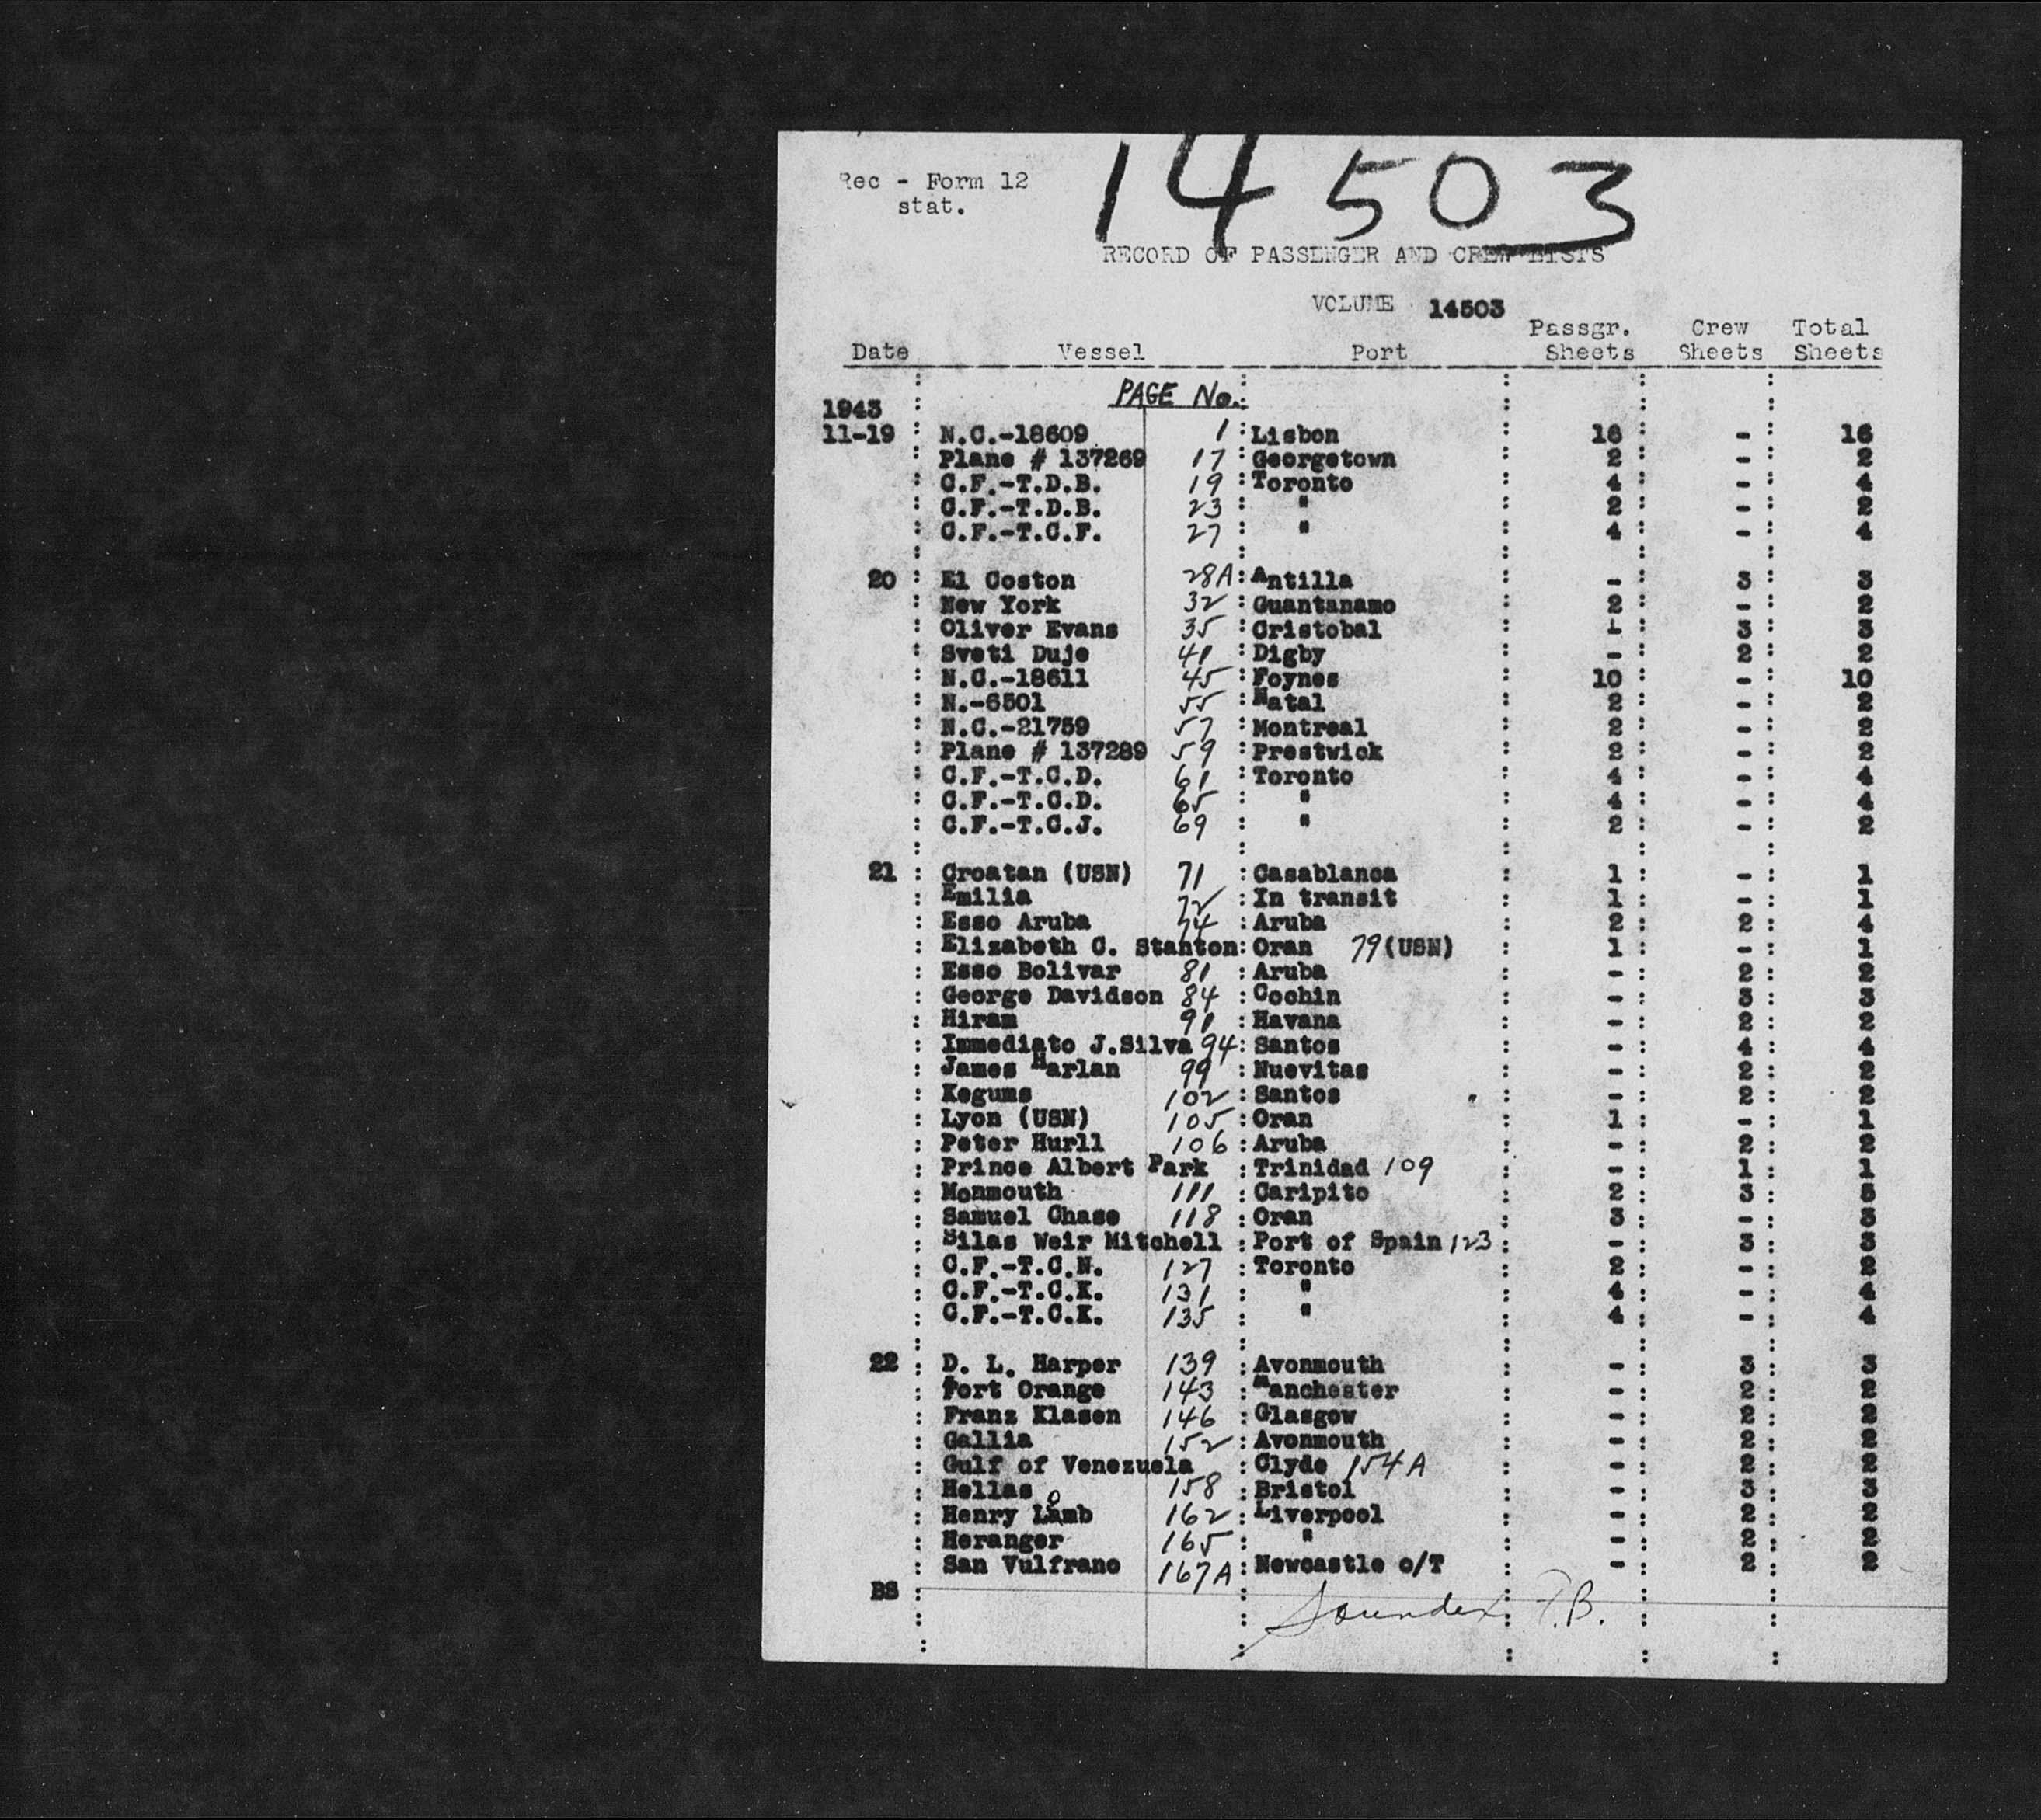 14503
Rec - Form 12
stat.
RECORD OF PASSENGER AND CREW LISTS
VOLUME 14503
Date Vessel Port Passgr. Sheets Crew Sheets Total Sheets
PAGE No.
1943
11-19 N.C.-18609 1 Lisbon 16 - 16
Plane # 137269 17 Georgetown 2 - 2
C.F.-T.D.B. 19 Toronto 4 - 4
C.F.-T.D.B. 23 " 2 - 2
C.F.-T.C.F. 27 " 4 - 4
20 El Coston 28A Antilla - 3 3
New York 32 Guantanamo 2 - 2
Oliver Evans 35 Cristobal - 3 3
Sveti Duje 41 Digby - 2 2
N.C.-18611 45 Foynes 10 - 10
N.-6501 55 Natal 2 - 2
N.C.-21759 57 Montreal 2 - 2
Plane # 137289 59 Prestwick 2 - 2
C.F.-T.C.D. 61 Toronto 4 - 4
C.F.-T.C.D. 65 " 4 - 4
C.F.-T.C.J. 69 " 2 - 2
21 Croatan (USN) 71 Casablanca 1 - 1
Emilia 72 In transit 1 - 1
Esso Aruba 74 Aruba 2 2 4
Elizabeth C. Stanton Oran 79 (USN) 1 - 1
Esso Bolivar 81 Aruba - 2 2
George Davidson 84 Cochin - 3 3
Hiram 91 Havana - 2 2
Immediato J.Silva 94 Santos - 4 4
James Harlan 99 Nuevitas - 2 2
Kegums 102 Santos - 2 2
Lyon (USN) 105 Oran 1 - 1
Peter Hurll 106 Aruba - 2 2
Prince Albert Park Trinidad 109 - 1 1
Monmouth 111 Caripito 2 3 5
Samuel Chase 118 Oran 3 - 3
Silas Weir Mitchell Port of Spain 123 - 3 3
C.F.-T.C.N. 127 Toronto 2 - 2
C.F.-T.C.K. 131 " 4 - 4
C.F.-T.C.K. 135 " 4 - 4
22 D. L. Harper 139 Avonmouth - 3 3
Fort Orange 143 Manchester - 2 2
Franz Klasen 146 Glasgow - 2 2
Gallia 152 Avonmouth - 2 2
Gulf of Venezuela Clyde 154A - 2 2
Hellas 158 Bristol - 3 3
Henry Lomb 162 Liverpool - 2 2
Heranger 165 " - 2 2
San Vulfrano 167A Newcastle o/T - 2 2
BS
Soundex T.B.